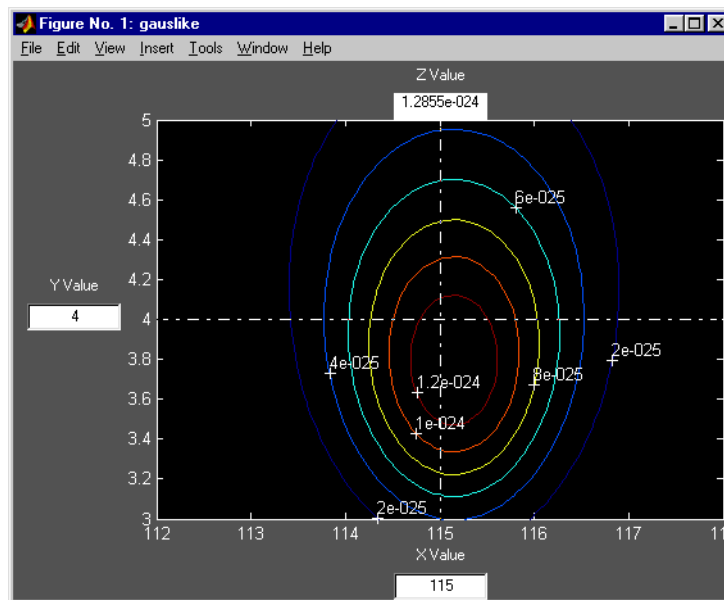 Figure No. 1: gauslike
File Edit View Insert Tools Window Help
Z Value
1.2855e-024
5
4.8
4.6
4.4
4.2
4
3.8
3.6
3.4
3.2
3
Y Value
4
6e-025
4e-025
2e-025
8e-025
1.2e-024
1e-024
2e-025
112 113 114 115 116 117
X Value
115